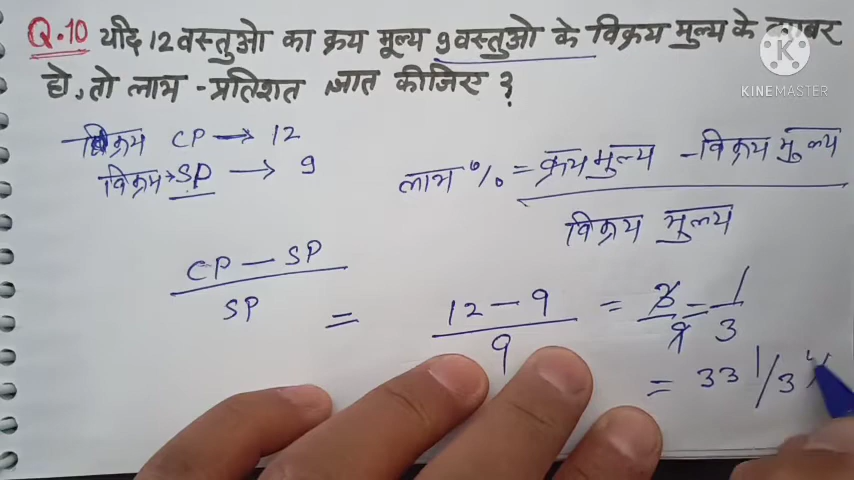 Q.10 यदि 12 वस्तुओ का क्रय मूल्य 9 वस्तुओ के विक्रय मुल्य के
हो, तो लाभ - प्रतिशत ज्ञात कीजिए ?
KINEMASTER
क्रय CP → 12
विक्रय → SP → 9
लाभ % = क्रय मुल्य - विक्रय मुल्य
विक्रय मुल्य
CP - SP
SP
= 12 - 9 = 3 = 1
9 9 3
= 33 1/3 %